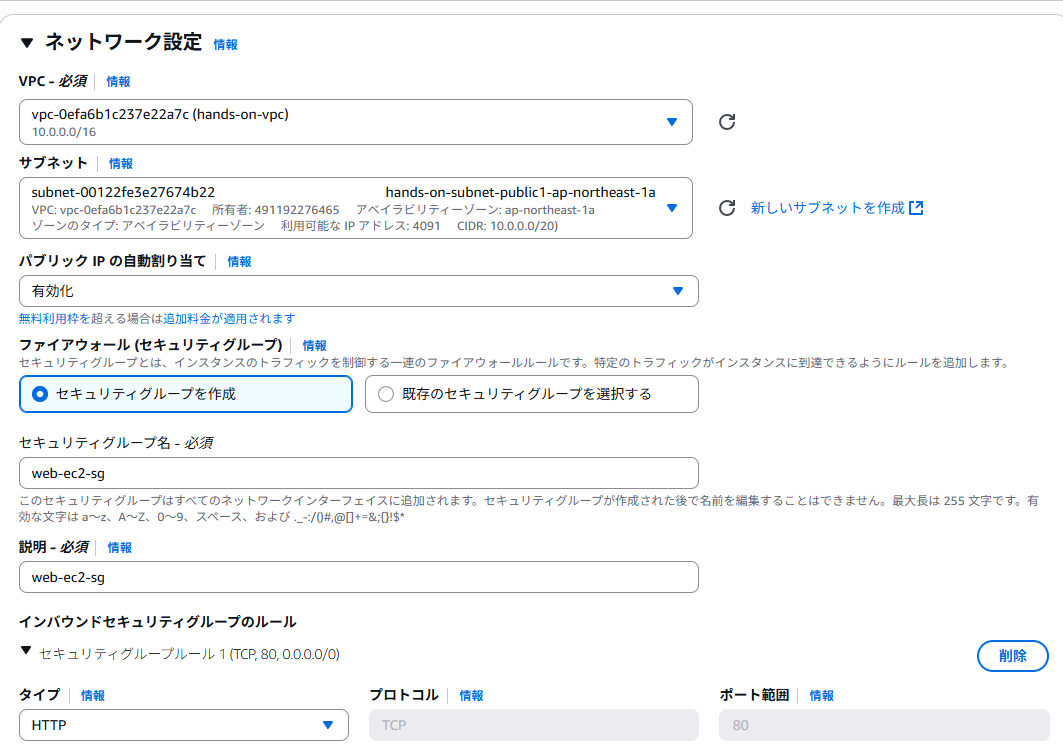 ネットワーク設定 情報
VPC – 必須 情報
vpc-0efa6b1c237e22a7c (hands-on-vpc)
10.0.0.0/16
サブネット 情報
subnet-00122fe3e27674b22 hands-on-subnet-public1-ap-northeast-1a
VPC: vpc-0efa6b1c237e22a7c 所有者: 491192276465 アベイラビリティーゾーン: ap-northeast-1a
ゾーンのタイプ: アベイラビリティーゾーン 利用可能な IP アドレス: 4091 CIDR: 10.0.0.0/20)
新しいサブネットを作成
パブリック IP の自動割り当て 情報
有効化
無料利用枠を超える場合は追加料金が適用されます
ファイアウォール (セキュリティグループ) 情報
セキュリティグループとは、インスタンスのトラフィックを制御する一連のファイアウォールルールです。特定のトラフィックがインスタンスに到達できるようにルールを追加します。
セキュリティグループを作成 既存のセキュリティグループを選択する
セキュリティグループ名 - 必須
web-ec2-sg
このセキュリティグループはすべてのネットワークインターフェイスに追加されます。セキュリティグループが作成された後で名前を編集することはできません。最大長は 255 文字です。有
効な文字は a～z、A～Z、0～9、スペース、および ._-:/()#,@[]+=&;{}!$*
説明 – 必須 情報
web-ec2-sg
インバウンドセキュリティグループのルール
セキュリティグループルール 1 (TCP, 80, 0.0.0.0/0) 削除
タイプ 情報 プロトコル 情報 ポート範囲 情報
HTTP TCP 80